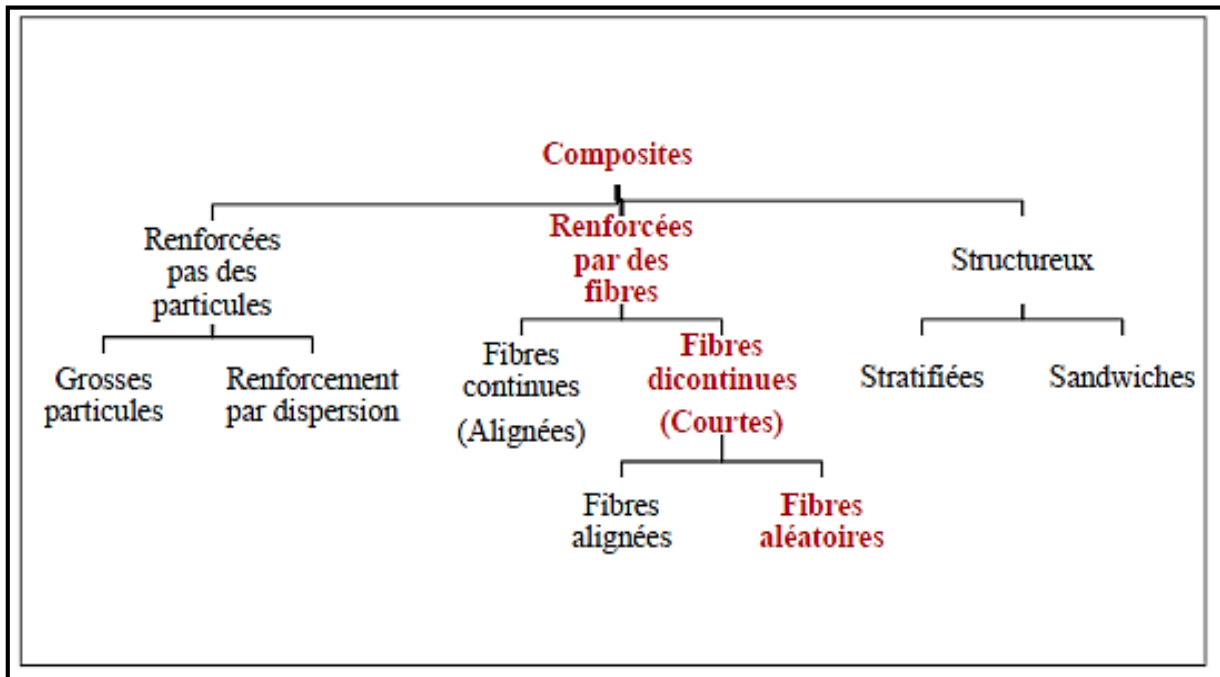 Composites
Renforcées
pas des
particules
Renforcées
par des
fibres
Structureux
Grosses
particules
Renforcement
par dispersion
Fibres
continues
(Alignées)
Fibres
dicontinues
(Courtes)
Stratifiées
Sandwiches
Fibres
alignées
Fibres
aléatoires